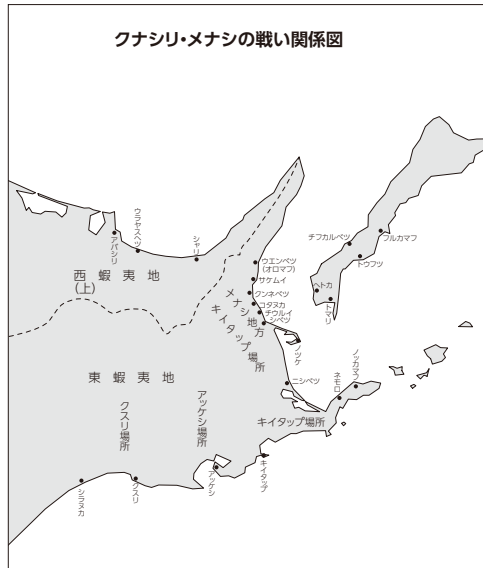 クナシリ・メナシの戦い関係図
チフカルベツ
フルカマフ
トウフツ
ヘトカ
トマリ
ウラヤスベツ
アバシリ
シャリ
ウエンベツ
(オロマフ)
サケムイ
クンネベツ
コタヌカ
チウルイ
シベツ
メナシ地方
キイタップ場所
西蝦夷地
(上)
ノツケ
ニシベツ
ネモロ
ノッカマフ
東蝦夷地
クスリ場所
アッケシ場所
キイタップ場所
シラヌカ
クスリ
アッケシ
キイタップ